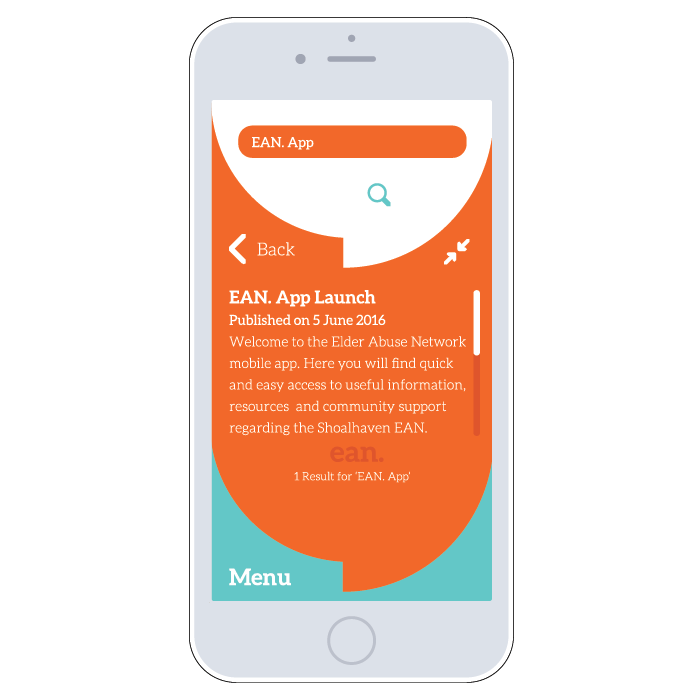 EAN. App
Back
EAN. App Launch
Published on 5 June 2016
Welcome to the Elder Abuse Network
mobile app. Here you will find quick
and easy access to useful information,
resources  and community support
regarding the Shoalhaven EAN.
ean.
1 Result for 'EAN. App'
Menu